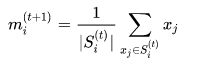 m_i^{(t+1)} = \frac{1}{|S_i^{(t)}|} \sum_{x_j \in S_i^{(t)}} x_j